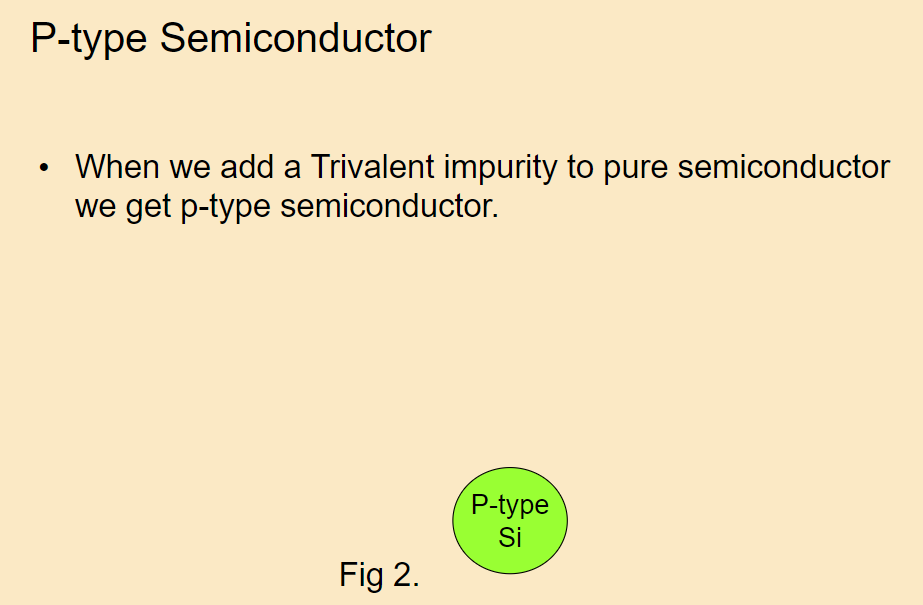 P-type Semiconductor
• When we add a Trivalent impurity to pure semiconductor
we get p-type semiconductor.
P-type
Si
Fig 2.